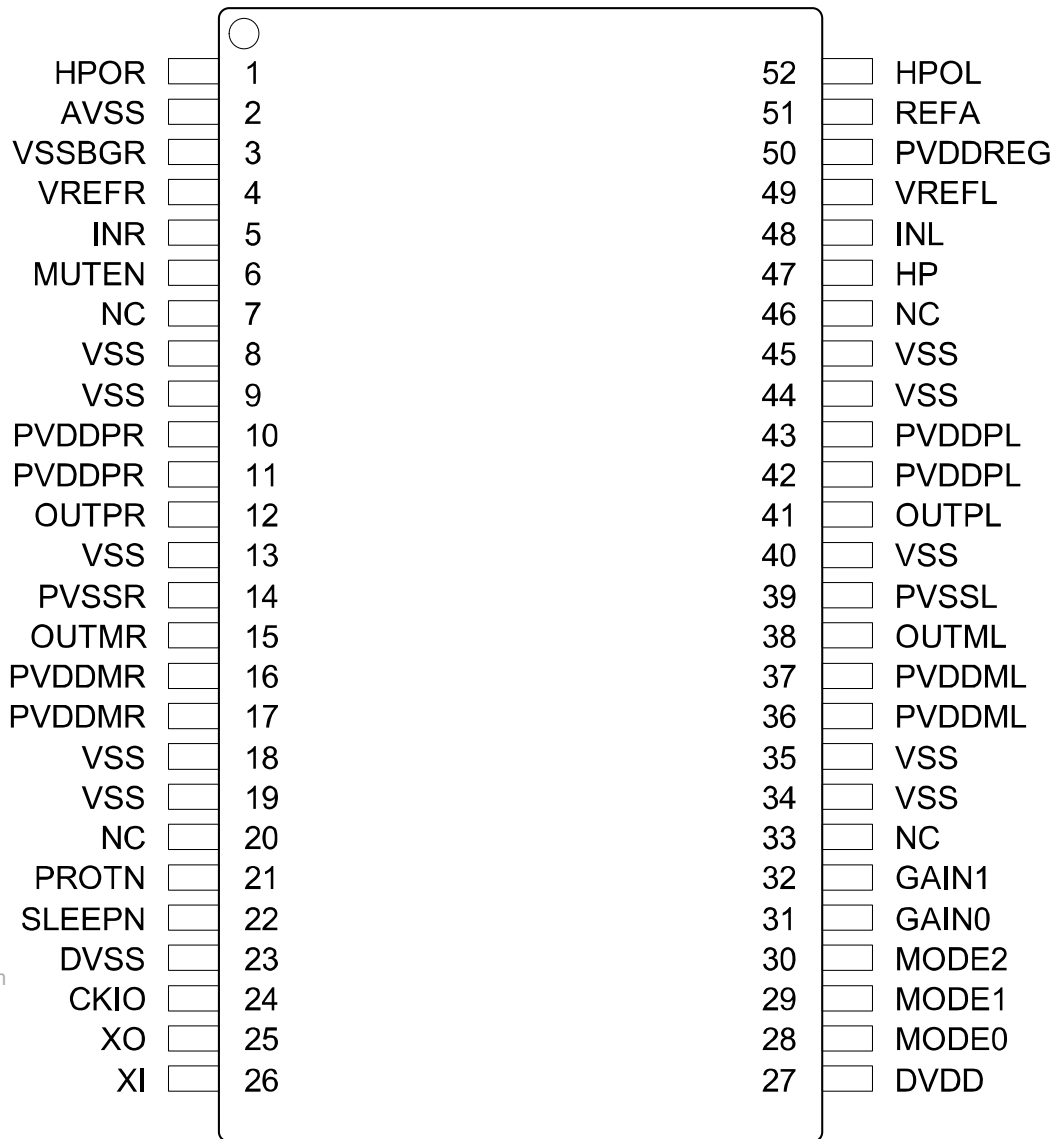 HPOR 1 52 HPOL
AVSS 2 51 REFA
VSSBGR 3 50 PVDDREG
VREFR 4 49 VREFL
INR 5 48 INL
MUTEN 6 47 HP
NC 7 46 NC
VSS 8 45 VSS
VSS 9 44 VSS
PVDDPR 10 43 PVDDPL
PVDDPR 11 42 PVDDPL
OUTPR 12 41 OUTPL
VSS 13 40 VSS
PVSSR 14 39 PVSSL
OUTMR 15 38 OUTML
PVDDMR 16 37 PVDDML
PVDDMR 17 36 PVDDML
VSS 18 35 VSS
VSS 19 34 VSS
NC 20 33 NC
PROTN 21 32 GAIN1
SLEEPN 22 31 GAIN0
DVSS 23 30 MODE2
CKIO 24 29 MODE1
XO 25 28 MODE0
XI 26 27 DVDD